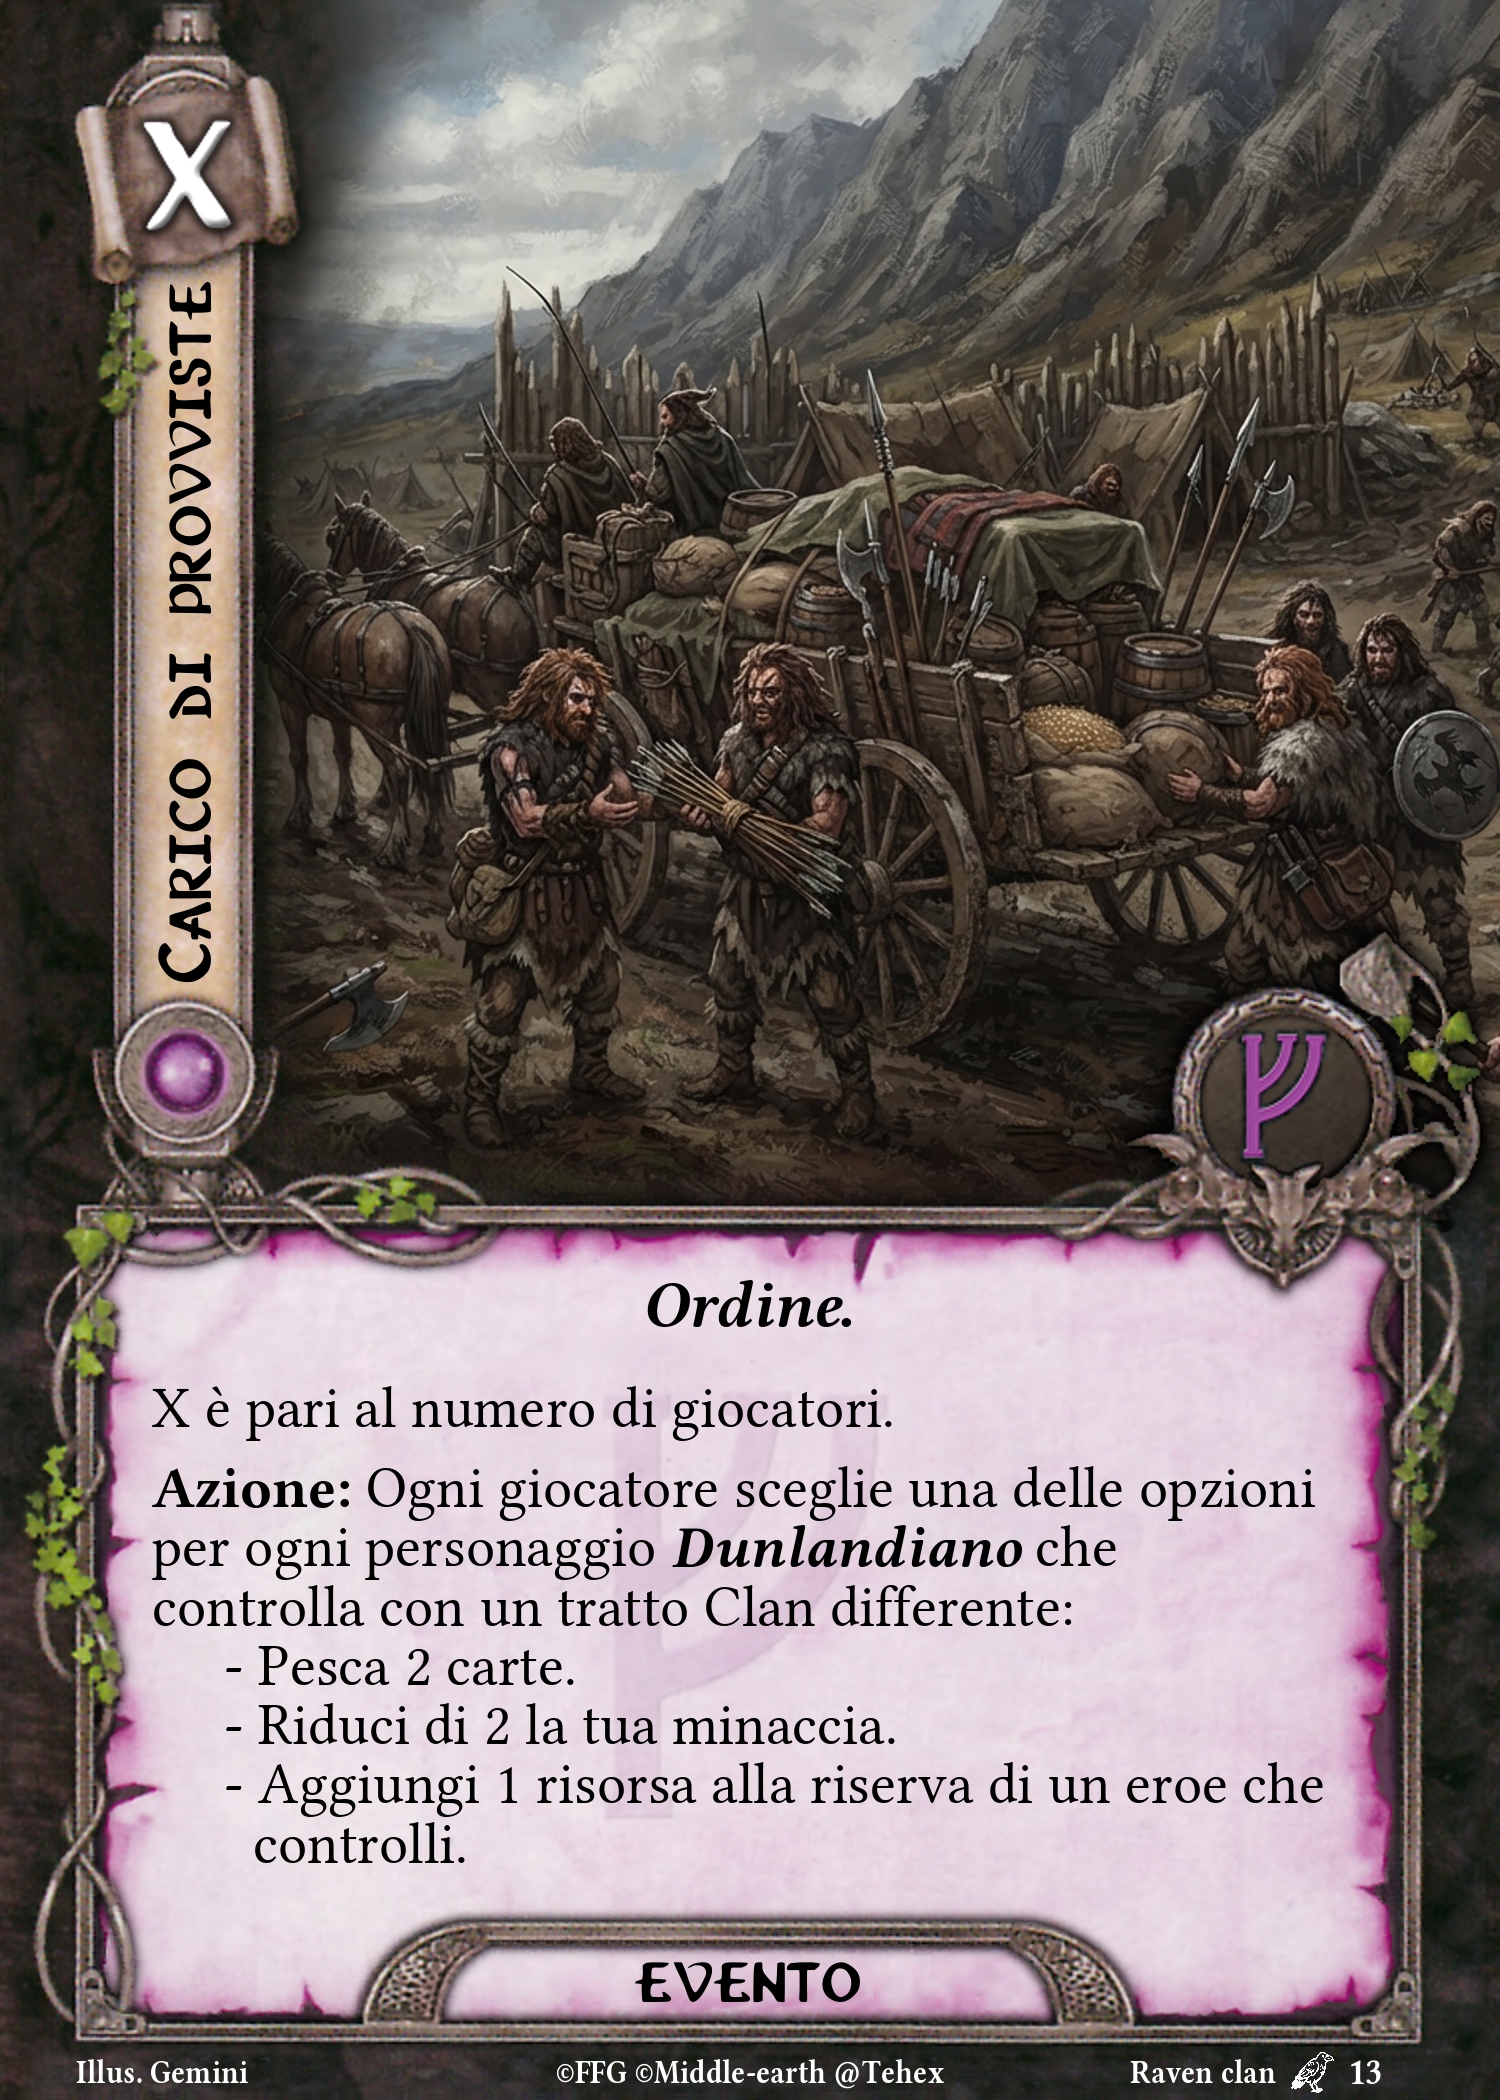 X
Carico di provviste
Ordine.
X è pari al numero di giocatori.
Azione: Ogni giocatore sceglie una delle opzioni
per ogni personaggio Dunlandiano che
controlla con un tratto Clan differente:
- Pesca 2 carte.
- Riduci di 2 la tua minaccia.
- Aggiungi 1 risorsa alla riserva di un eroe che
controlli.
EVENTO
Illus. Gemini
©FFG ©Middle-earth @Tehex
Raven clan 13